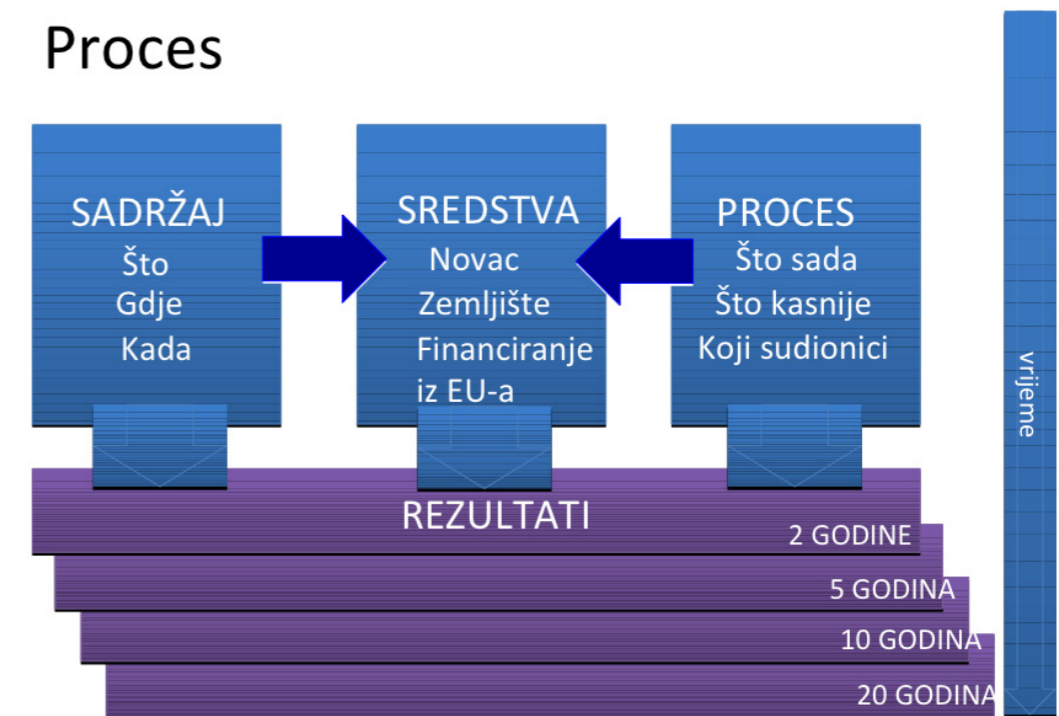 Proces
SADRŽAJ
Što
Gdje
Kada
SREDSTVA
Novac
Zemljište
Financiranje
iz EU-a
PROCES
Što sada
Što kasnije
Koji sudionici
vrijeme
REZULTATI
2 GODINE
5 GODINA
10 GODINA
20 GODINA